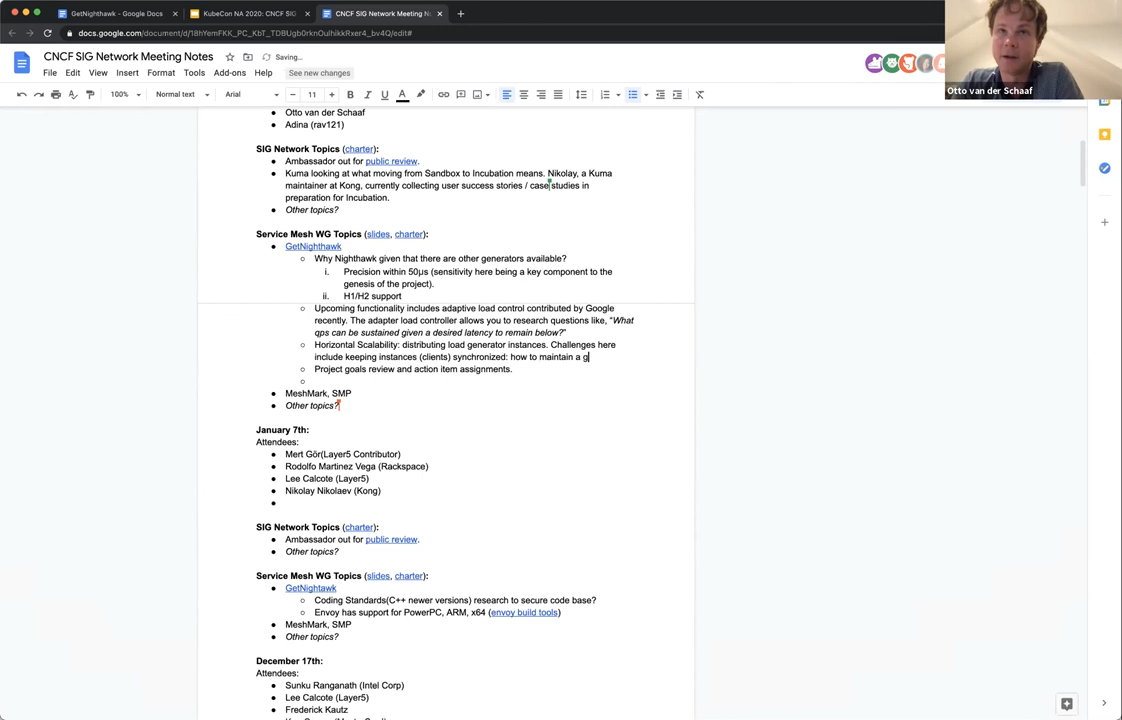 GetNighthawk - Google Docs
KubeCon NA 2020: CNCF SIG
CNCF SIG Network Meeting No
docs.google.com/document/d/18hYemFKK_PC_KbT_TDBUgb0rknOulhikkRxer4_bv4Q/edit#
CNCF SIG Network Meeting Notes
Saving...
File Edit View Insert Format Tools Add-ons Help See new changes
100% Normal text Arial 11 B I U A
Otto van der Schaaf
Otto van der Schaaf
Adina (rav121)
SIG Network Topics (charter):
Ambassador out for public review.
Kuma looking at what moving from Sandbox to Incubation means. Nikolay, a Kuma
maintainer at Kong, currently collecting user success stories / case studies in
preparation for Incubation.
Other topics?
Service Mesh WG Topics (slides, charter):
GetNighthawk
Why Nighthawk given that there are other generators available?
i. Precision within 50μs (sensitivity here being a key component to the
genesis of the project).
ii. H1/H2 support
Upcoming functionality includes adaptive load control contributed by Google
recently. The adapter load controller allows you to research questions like, “What
qps can be sustained given a desired latency to remain below?”
Horizontal Scalability: distributing load generator instances. Challenges here
include keeping instances (clients) synchronized: how to maintain a g
Project goals review and action item assignments.
MeshMark, SMP
Other topics?
January 7th:
Attendees:
Mert Gör(Layer5 Contributor)
Rodolfo Martinez Vega (Rackspace)
Lee Calcote (Layer5)
Nikolay Nikolaev (Kong)
SIG Network Topics (charter):
Ambassador out for public review.
Other topics?
Service Mesh WG Topics (slides, charter):
GetNightawk
Coding Standards(C++ newer versions) research to secure code base?
Envoy has support for PowerPC, ARM, x64 (envoy build tools)
MeshMark, SMP
Other topics?
December 17th:
Attendees:
Sunku Ranganath (Intel Corp)
Lee Calcote (Layer5)
Frederick Kautz